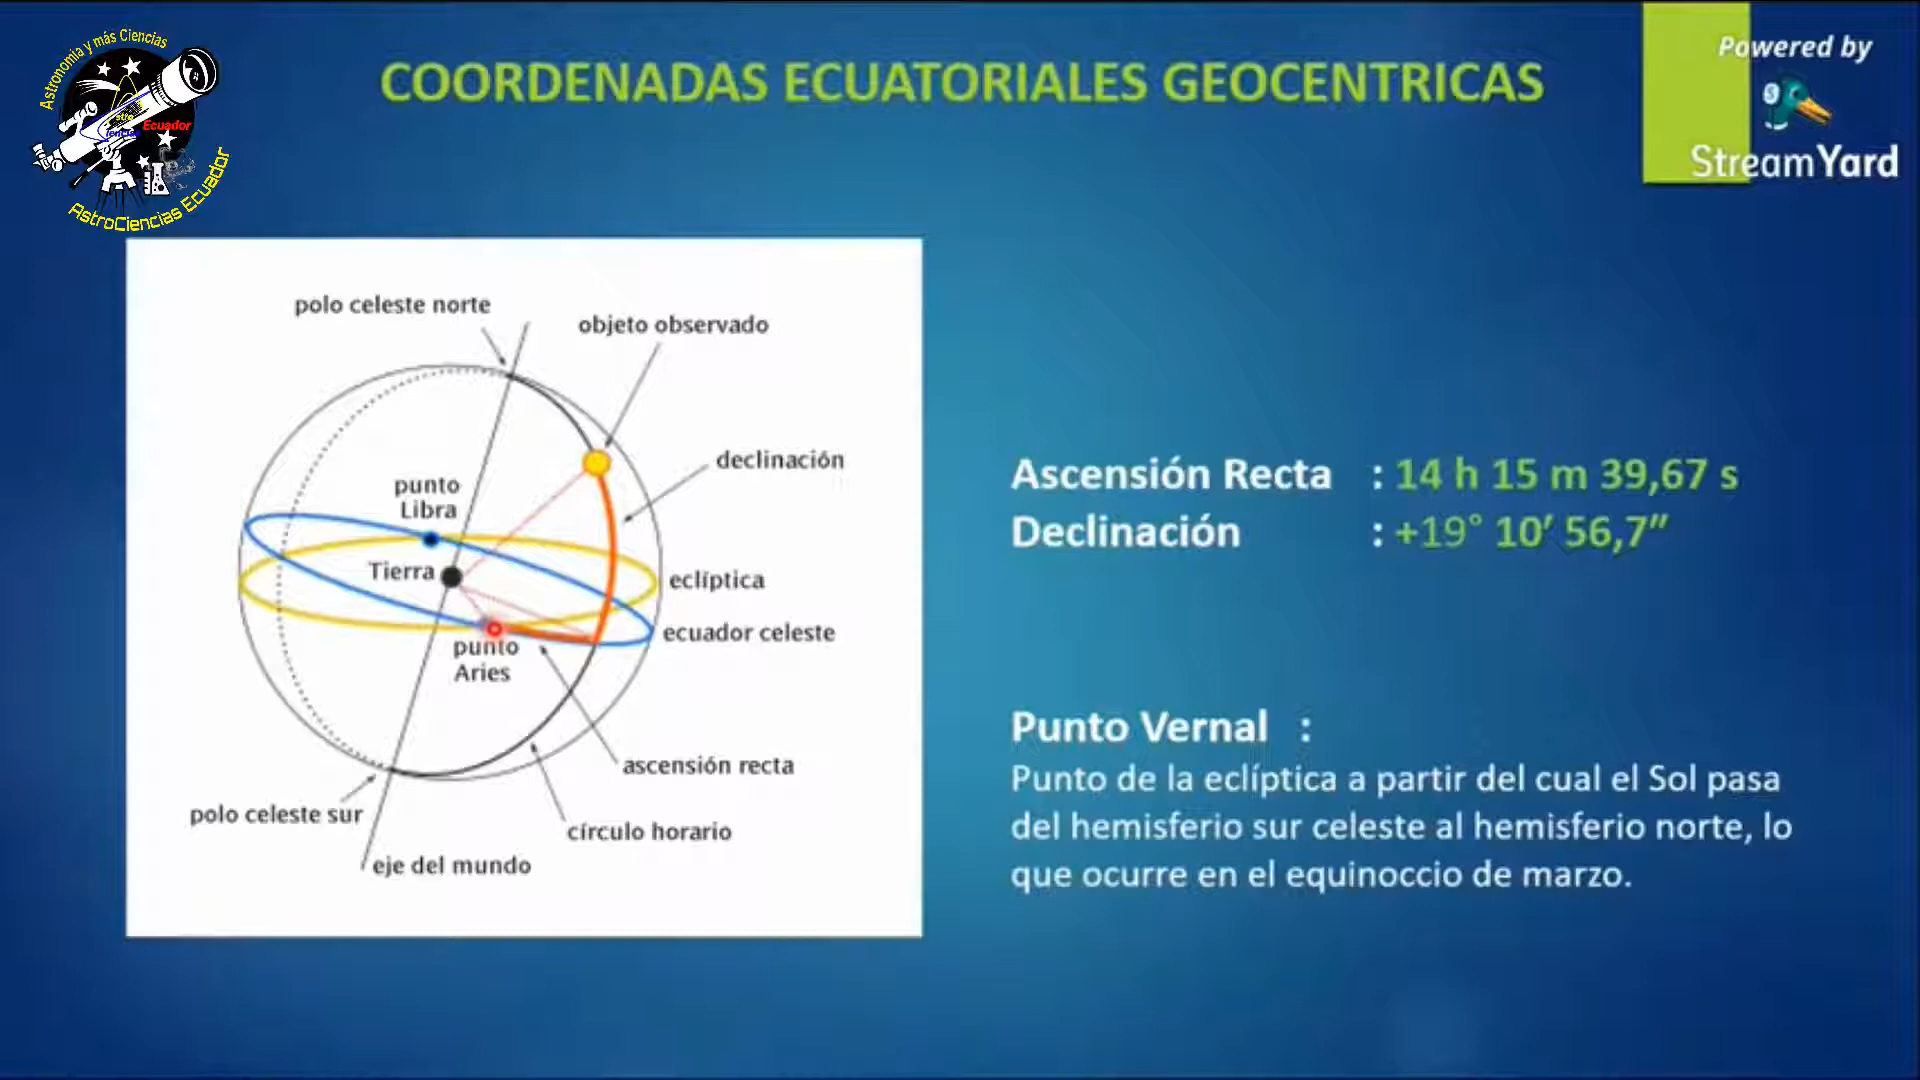 Astronomía y más Ciencias
Ecuador
AstroCiencias Ecuador
COORDENADAS ECUATORIALES GEOCENTRICAS
Powered by
StreamYard
polo celeste norte
objeto observado
declinación
punto
Libra
Tierra
eclíptica
ecuador celeste
punto
Aries
ascensión recta
polo celeste sur
círculo horario
eje del mundo
Ascensión Recta : 14 h 15 m 39,67 s
Declinación : +19° 10′ 56,7″
Punto Vernal :
Punto de la eclíptica a partir del cual el Sol pasa
del hemisferio sur celeste al hemisferio norte, lo
que ocurre en el equinoccio de marzo.